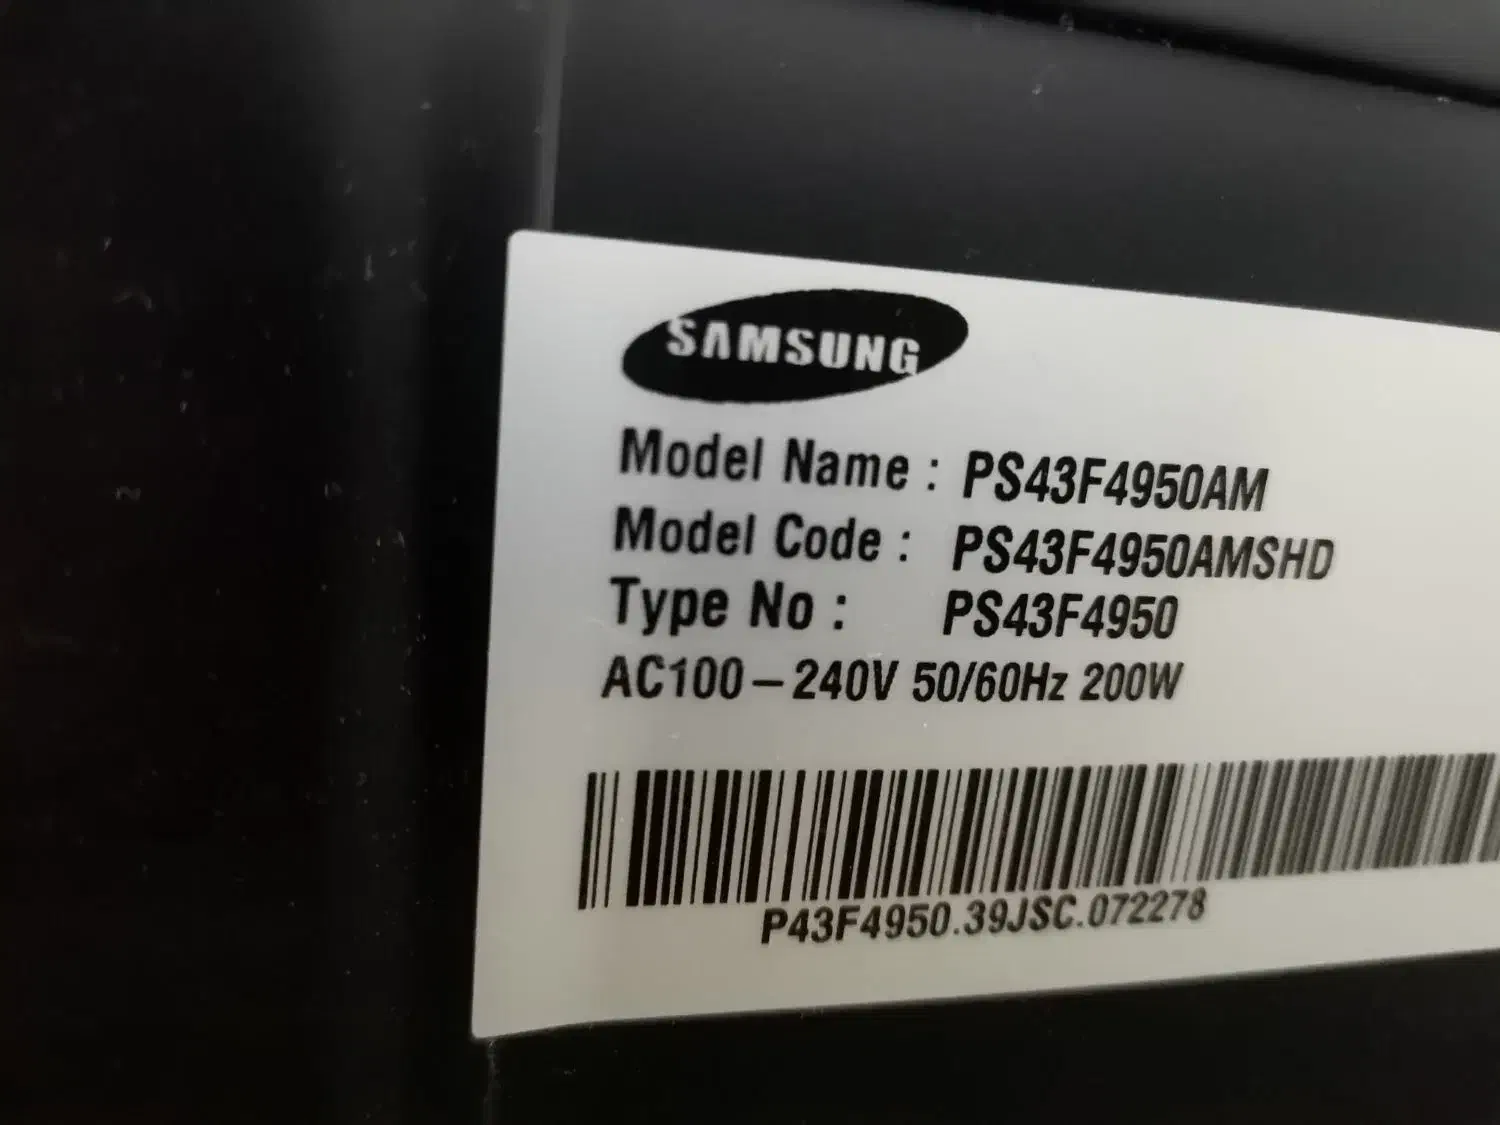 SAMSUNG
Model Name : PS43F4950AM
Model Code : PS43F4950AMSHD
Type No : PS43F4950
AC100-240V 50/60Hz 200W
P43F4950.39JSC.072278